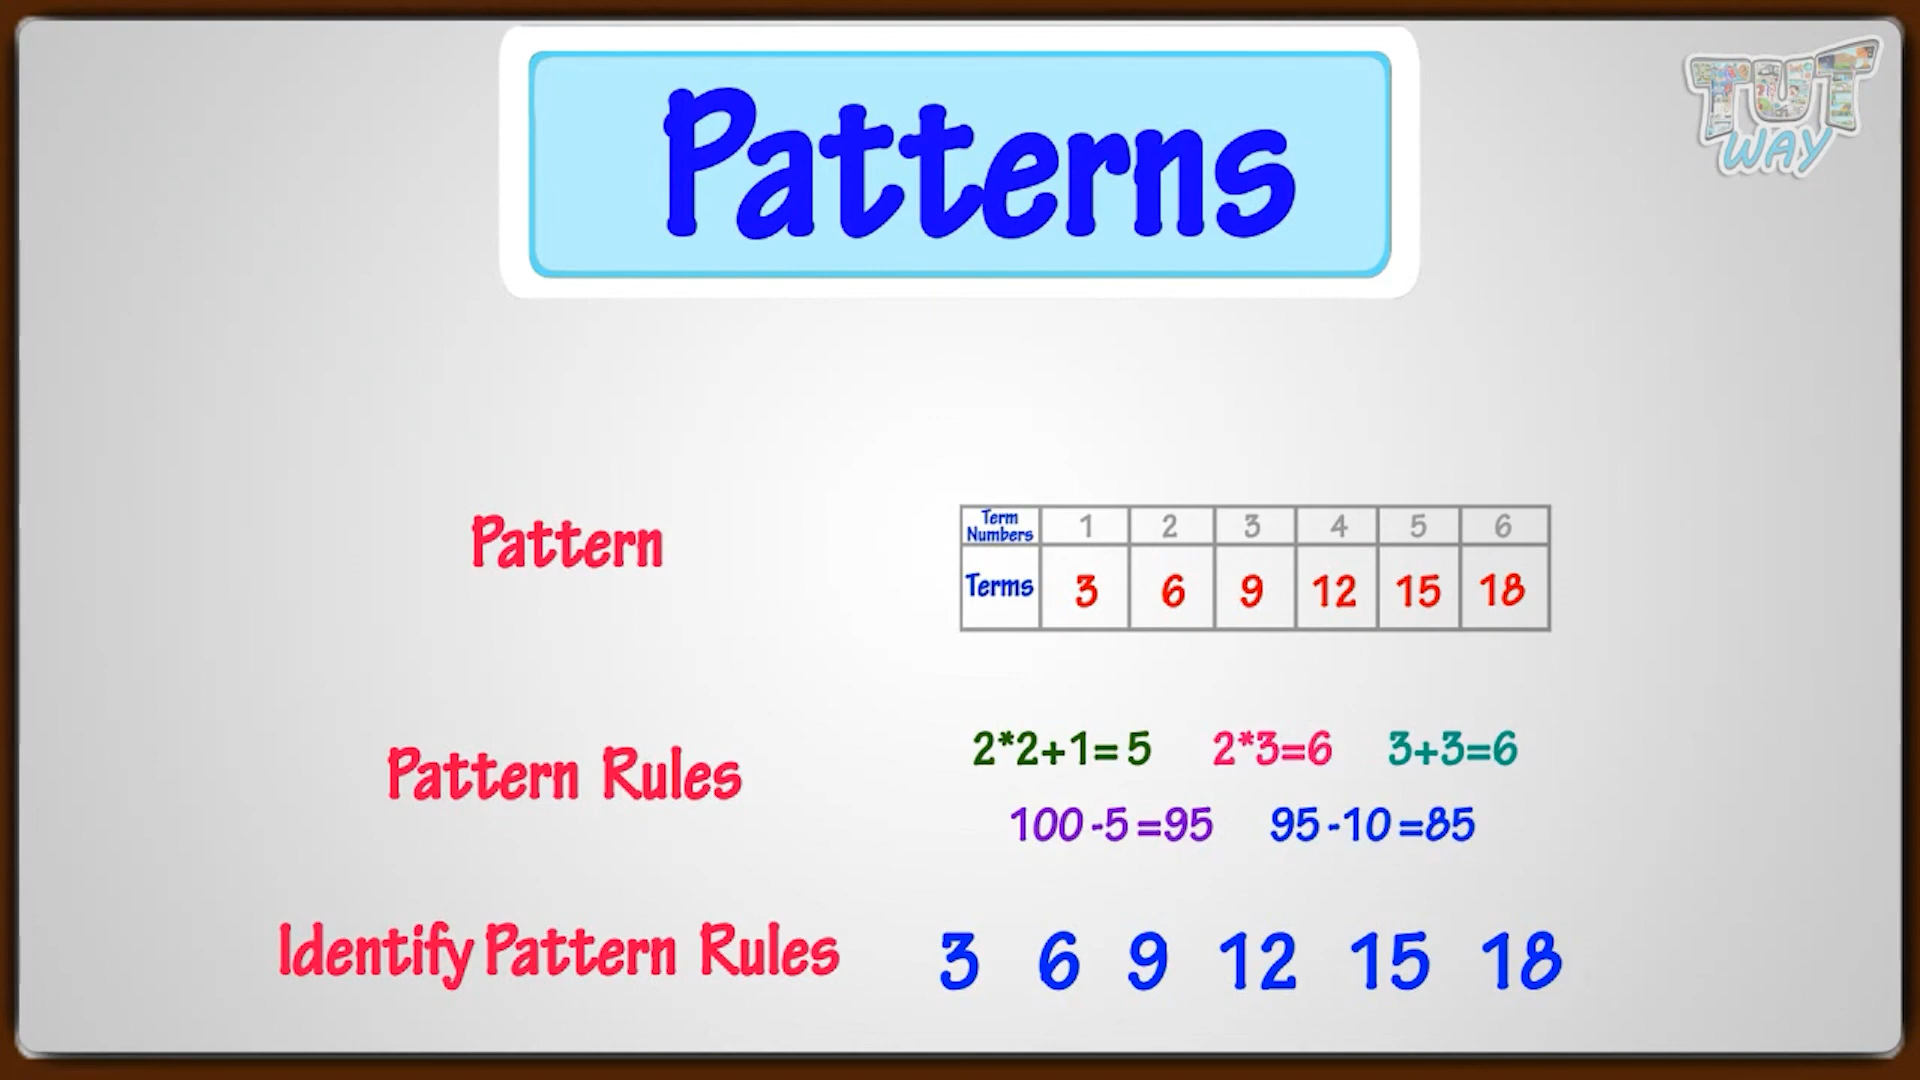 Patterns
TUT
WAY
Pattern
Term Numbers 1 2 3 4 5 6
Terms 3 6 9 12 15 18
Pattern Rules
2*2+1=5 2*3=6 3+3=6
100-5=95 95-10=85
Identify Pattern Rules 3 6 9 12 15 18